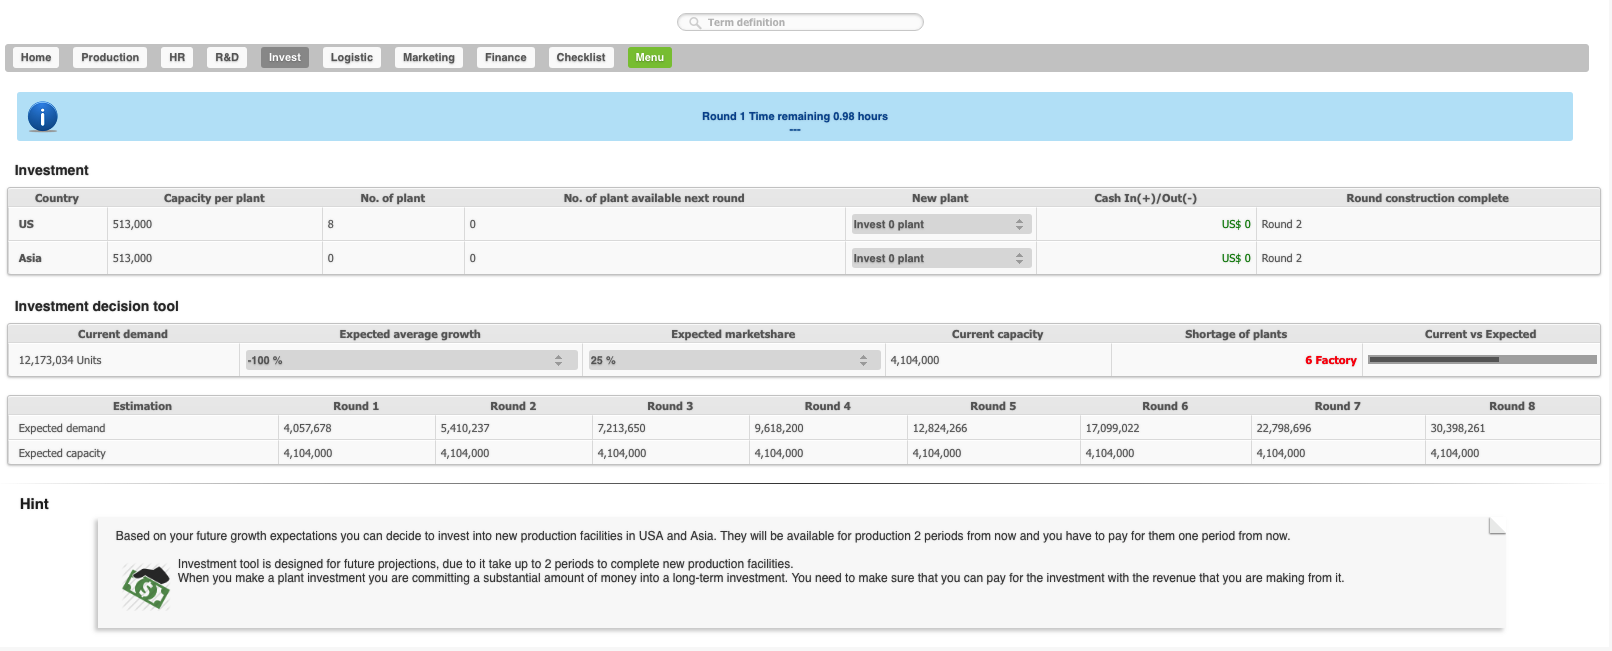 Term definition
Home Production HR R&D Invest Logistic Marketing Finance Checklist Menu
i
Round 1 Time remaining 0.98 hours
---
Investment
Country Capacity per plant No. of plant No. of plant available next round New plant Cash In(+)/Out(-) Round construction complete
US 513,000 8 0 Invest 0 plant US$ 0 Round 2
Asia 513,000 0 0 Invest 0 plant US$ 0 Round 2
Investment decision tool
Current demand Expected average growth Expected marketshare Current capacity Shortage of plants Current vs Expected
12,173,034 Units -100 % 25 % 4,104,000 6 Factory
Estimation Round 1 Round 2 Round 3 Round 4 Round 5 Round 6 Round 7 Round 8
Expected demand 4,057,678 5,410,237 7,213,650 9,618,200 12,824,266 17,099,022 22,798,696 30,398,261
Expected capacity 4,104,000 4,104,000 4,104,000 4,104,000 4,104,000 4,104,000 4,104,000 4,104,000
Hint
Based on your future growth expectations you can decide to invest into new production facilities in USA and Asia. They will be available for production 2 periods from now and you have to pay for them one period from now.
Investment tool is designed for future projections, due to it take up to 2 periods to complete new production facilities.
When you make a plant investment you are committing a substantial amount of money into a long-term investment. You need to make sure that you can pay for the investment with the revenue that you are making from it.
$